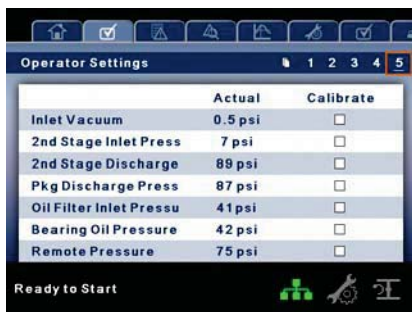 Operator Settings 1 2 3 4 5
Actual Calibrate
Inlet Vacuum 0.5 psi
2nd Stage Inlet Press 7 psi
2nd Stage Discharge 89 psi
Pkg Discharge Press 87 psi
Oil Filter Inlet Pressu 41psi
Bearing Oil Pressure 42 psi
Remote Pressure 75 psi
Ready to Start